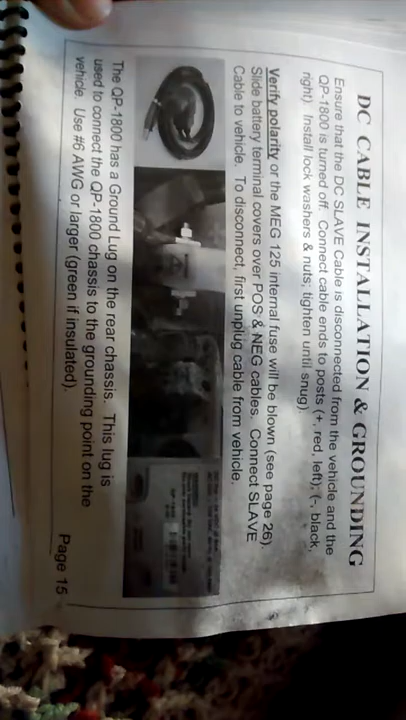 DC CABLE INSTALLATION & GROUNDING
Ensure that the DC SLAVE Cable is disconnected from the vehicle and the
QP-1800 is turned off. Connect cable ends to posts (+, red, left); (-, black,
right). Install lock washers & nuts; tighten until snug).
Verify polarity or the MEG 125 internal fuse will be blown (see page 26).
Slide battery terminal covers over POS & NEG cables. Connect SLAVE
Cable to vehicle. To disconnect, first unplug cable from vehicle.
The QP-1800 has a Ground Lug on the rear chassis. This lug is
used to connect the QP-1800 chassis to the grounding point on the
vehicle. Use #6 AWG or larger (green if insulated).
Page 15